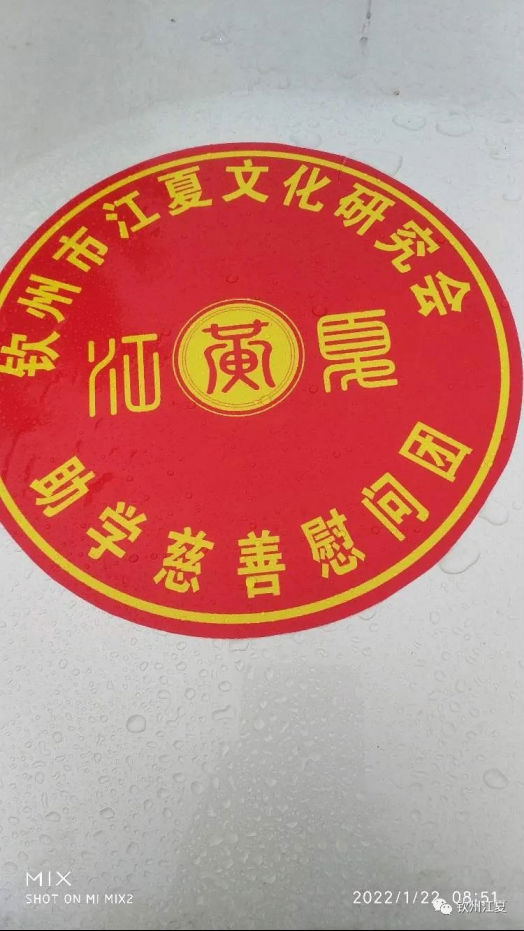 钦州市江夏文化研究会
江 黄 夏
助学慈善慰问团
MIX
SHOT ON MI MIX2
2022/1/22 08:51
钦州江夏